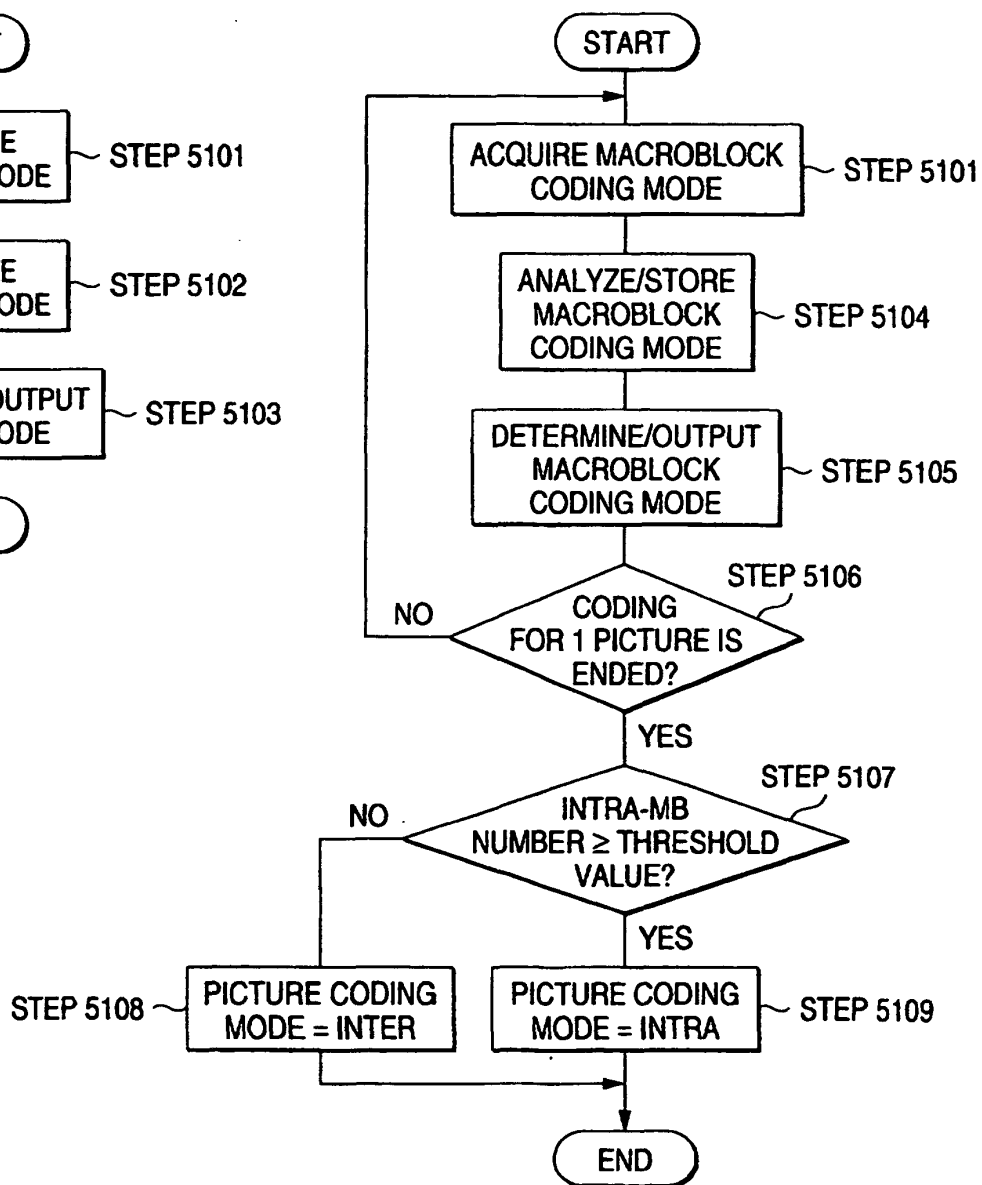 E
ODE
STEP 5101
E
ODE
STEP 5102
OUTPUT
ODE
STEP 5103
START
ACQUIRE MACROBLOCK
CODING MODE
STEP 5101
ANALYZE/STORE
MACROBLOCK
CODING MODE
STEP 5104
DETERMINE/OUTPUT
MACROBLOCK
CODING MODE
STEP 5105
STEP 5106
NO
CODING
FOR 1 PICTURE IS
ENDED?
YES
STEP 5107
NO
INTRA-MB
NUMBER ≥ THRESHOLD
VALUE?
YES
STEP 5108
PICTURE CODING
MODE = INTER
PICTURE CODING
MODE = INTRA
STEP 5109
END